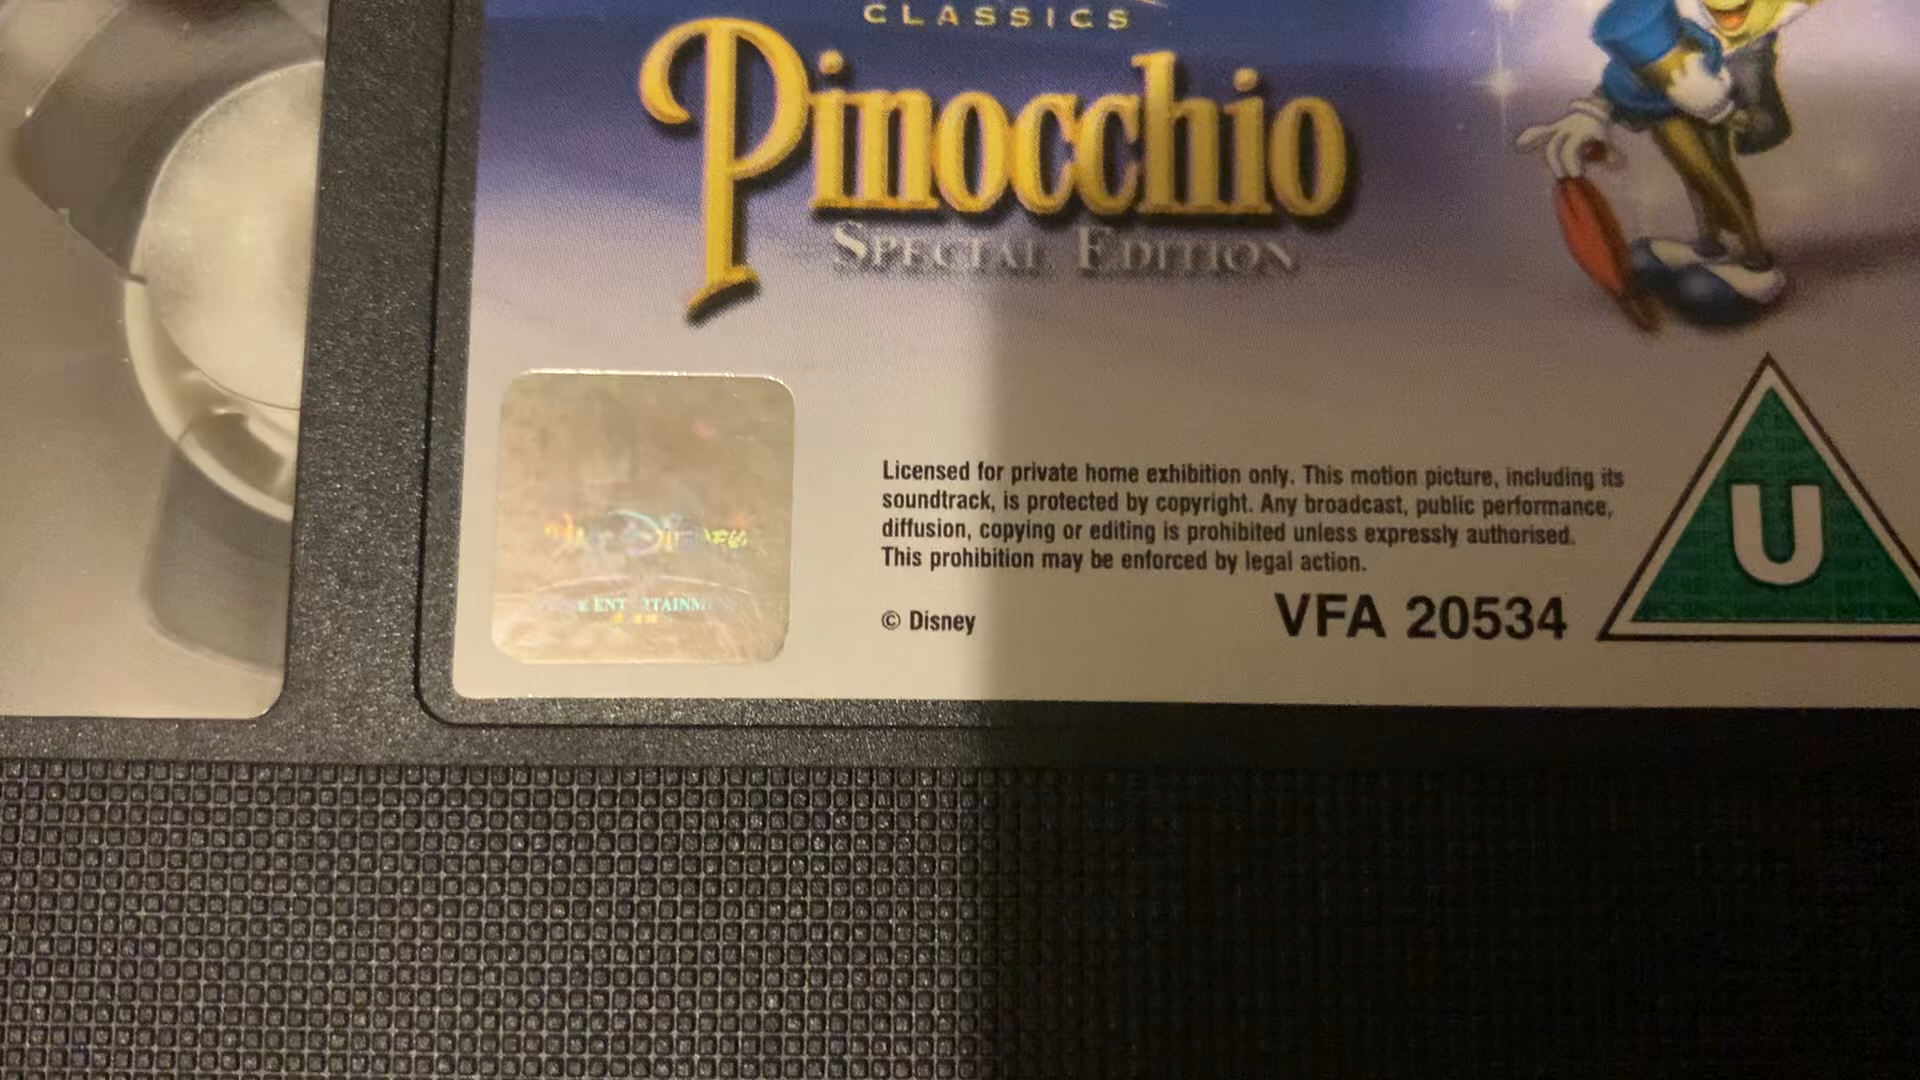 CLASSICS
Pinocchio
SPECIAL EDITION
Licensed for private home exhibition only. This motion picture, including its
soundtrack, is protected by copyright. Any broadcast, public performance,
diffusion, copying or editing is prohibited unless expressly authorised.
This prohibition may be enforced by legal action.
© Disney
VFA 20534
U